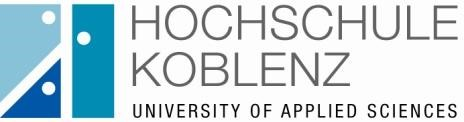 HOCHSCHULE
KOBLENZ
UNIVERSITY OF APPLIED SCIENCES